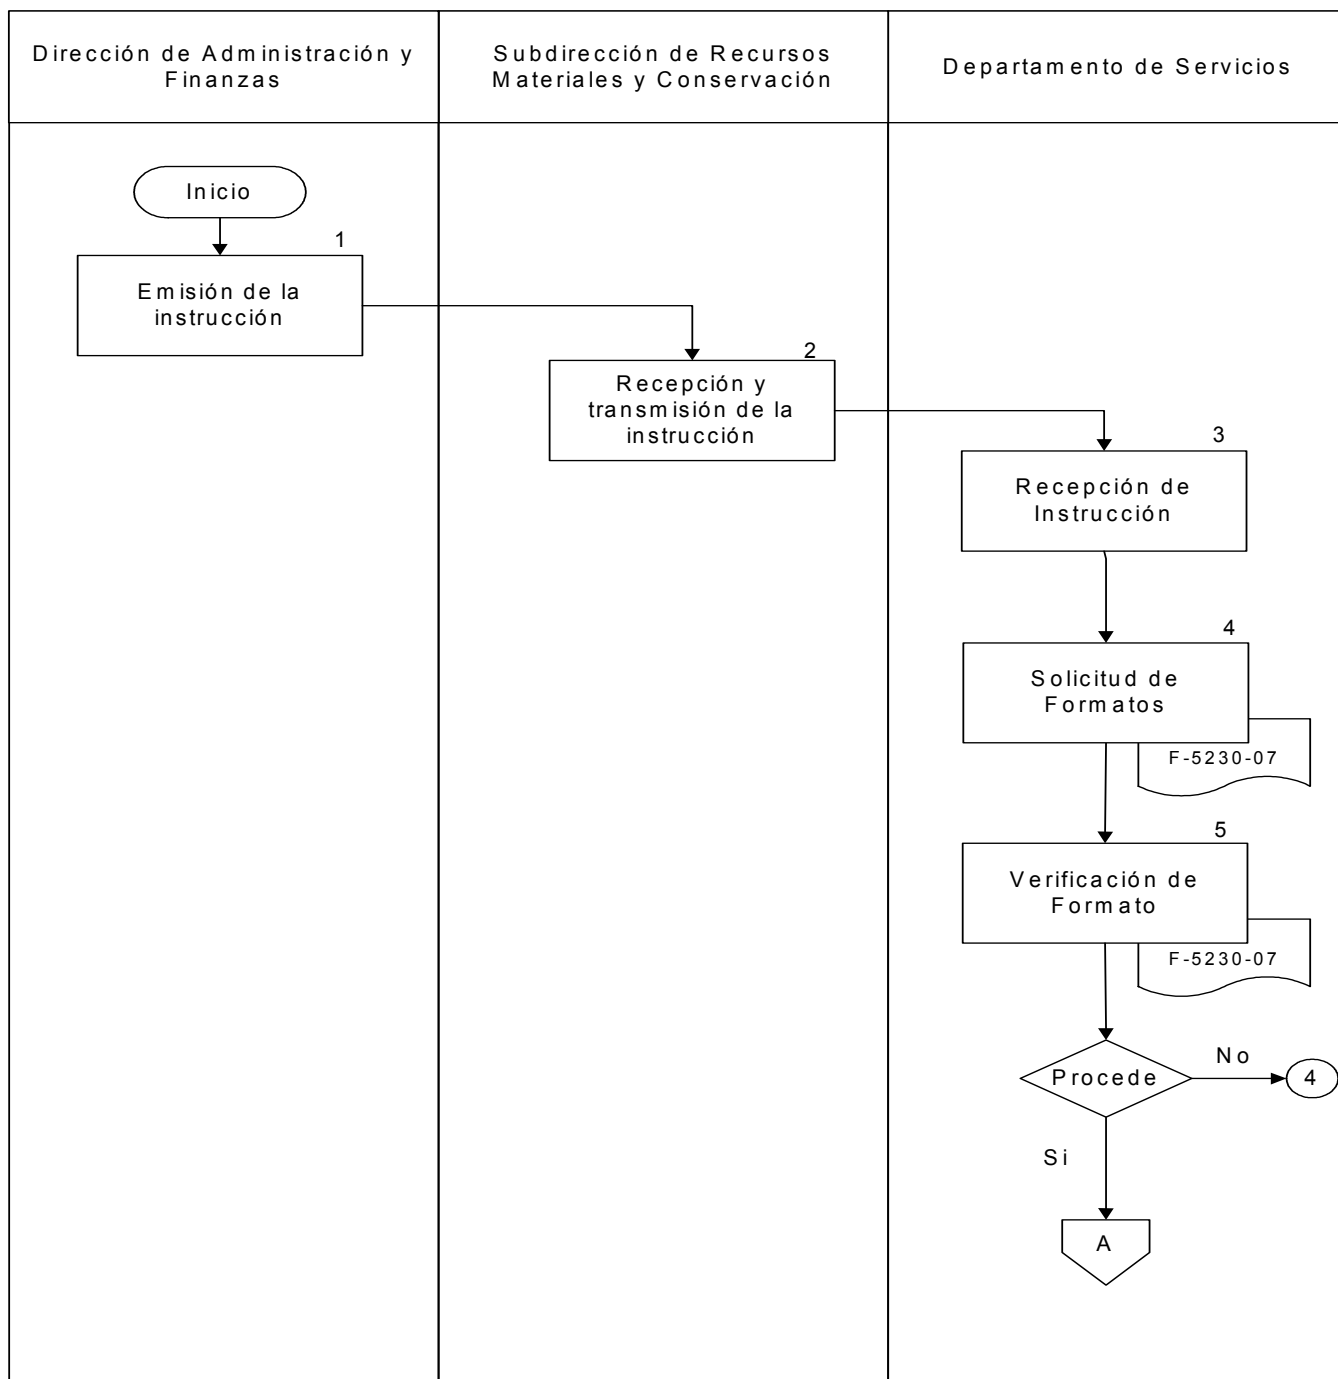 Dirección de Administración y
Finanzas
Subdirección de Recursos
Materiales y Conservación
Departamento de Servicios
Inicio
1
Emisión de la
instrucción
2
Recepción y
transmisión de la
instrucción
3
Recepción de
Instrucción
4
Solicitud de
Formatos
F-5230-07
5
Verificación de
Formato
F-5230-07
Procede
No
4
Si
A